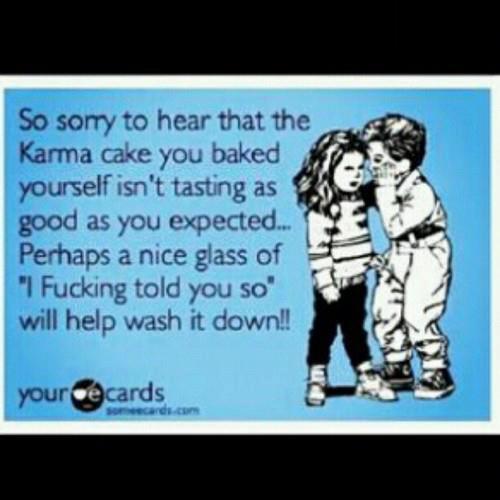 So sorry to hear that the
Karma cake you baked
yourself isn't tasting as
good as you expected...
Perhaps a nice glass of
"I Fucking told you so"
will help wash it down!!
your ecards
someecards.com